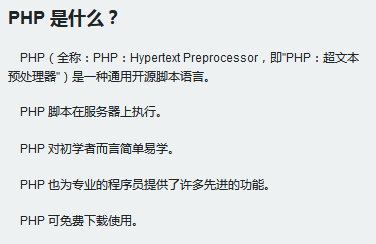 PHP 是什么？
PHP（全称：PHP：Hypertext Preprocessor，即"PHP：超文本
预处理器"）是一种通用开源脚本语言。
PHP 脚本在服务器上执行。
PHP 对初学者而言简单易学。
PHP 也为专业的程序员提供了许多先进的功能。
PHP 可免费下载使用。